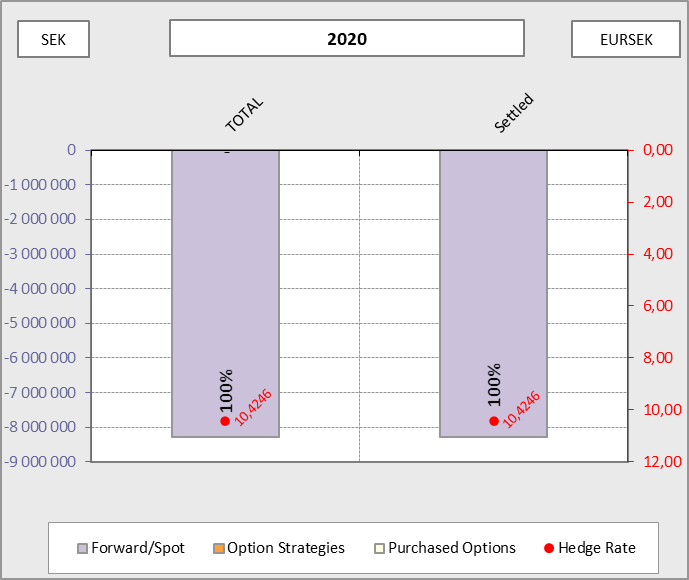 SEK
2020
EURSEK
TOTAL
Settled
0
-1 000 000
-2 000 000
-3 000 000
-4 000 000
-5 000 000
-6 000 000
-7 000 000
-8 000 000
-9 000 000
100%
10,4246
100%
10,4246
0,00
2,00
4,00
6,00
8,00
10,00
12,00
Forward/Spot
Option Strategies
Purchased Options
Hedge Rate